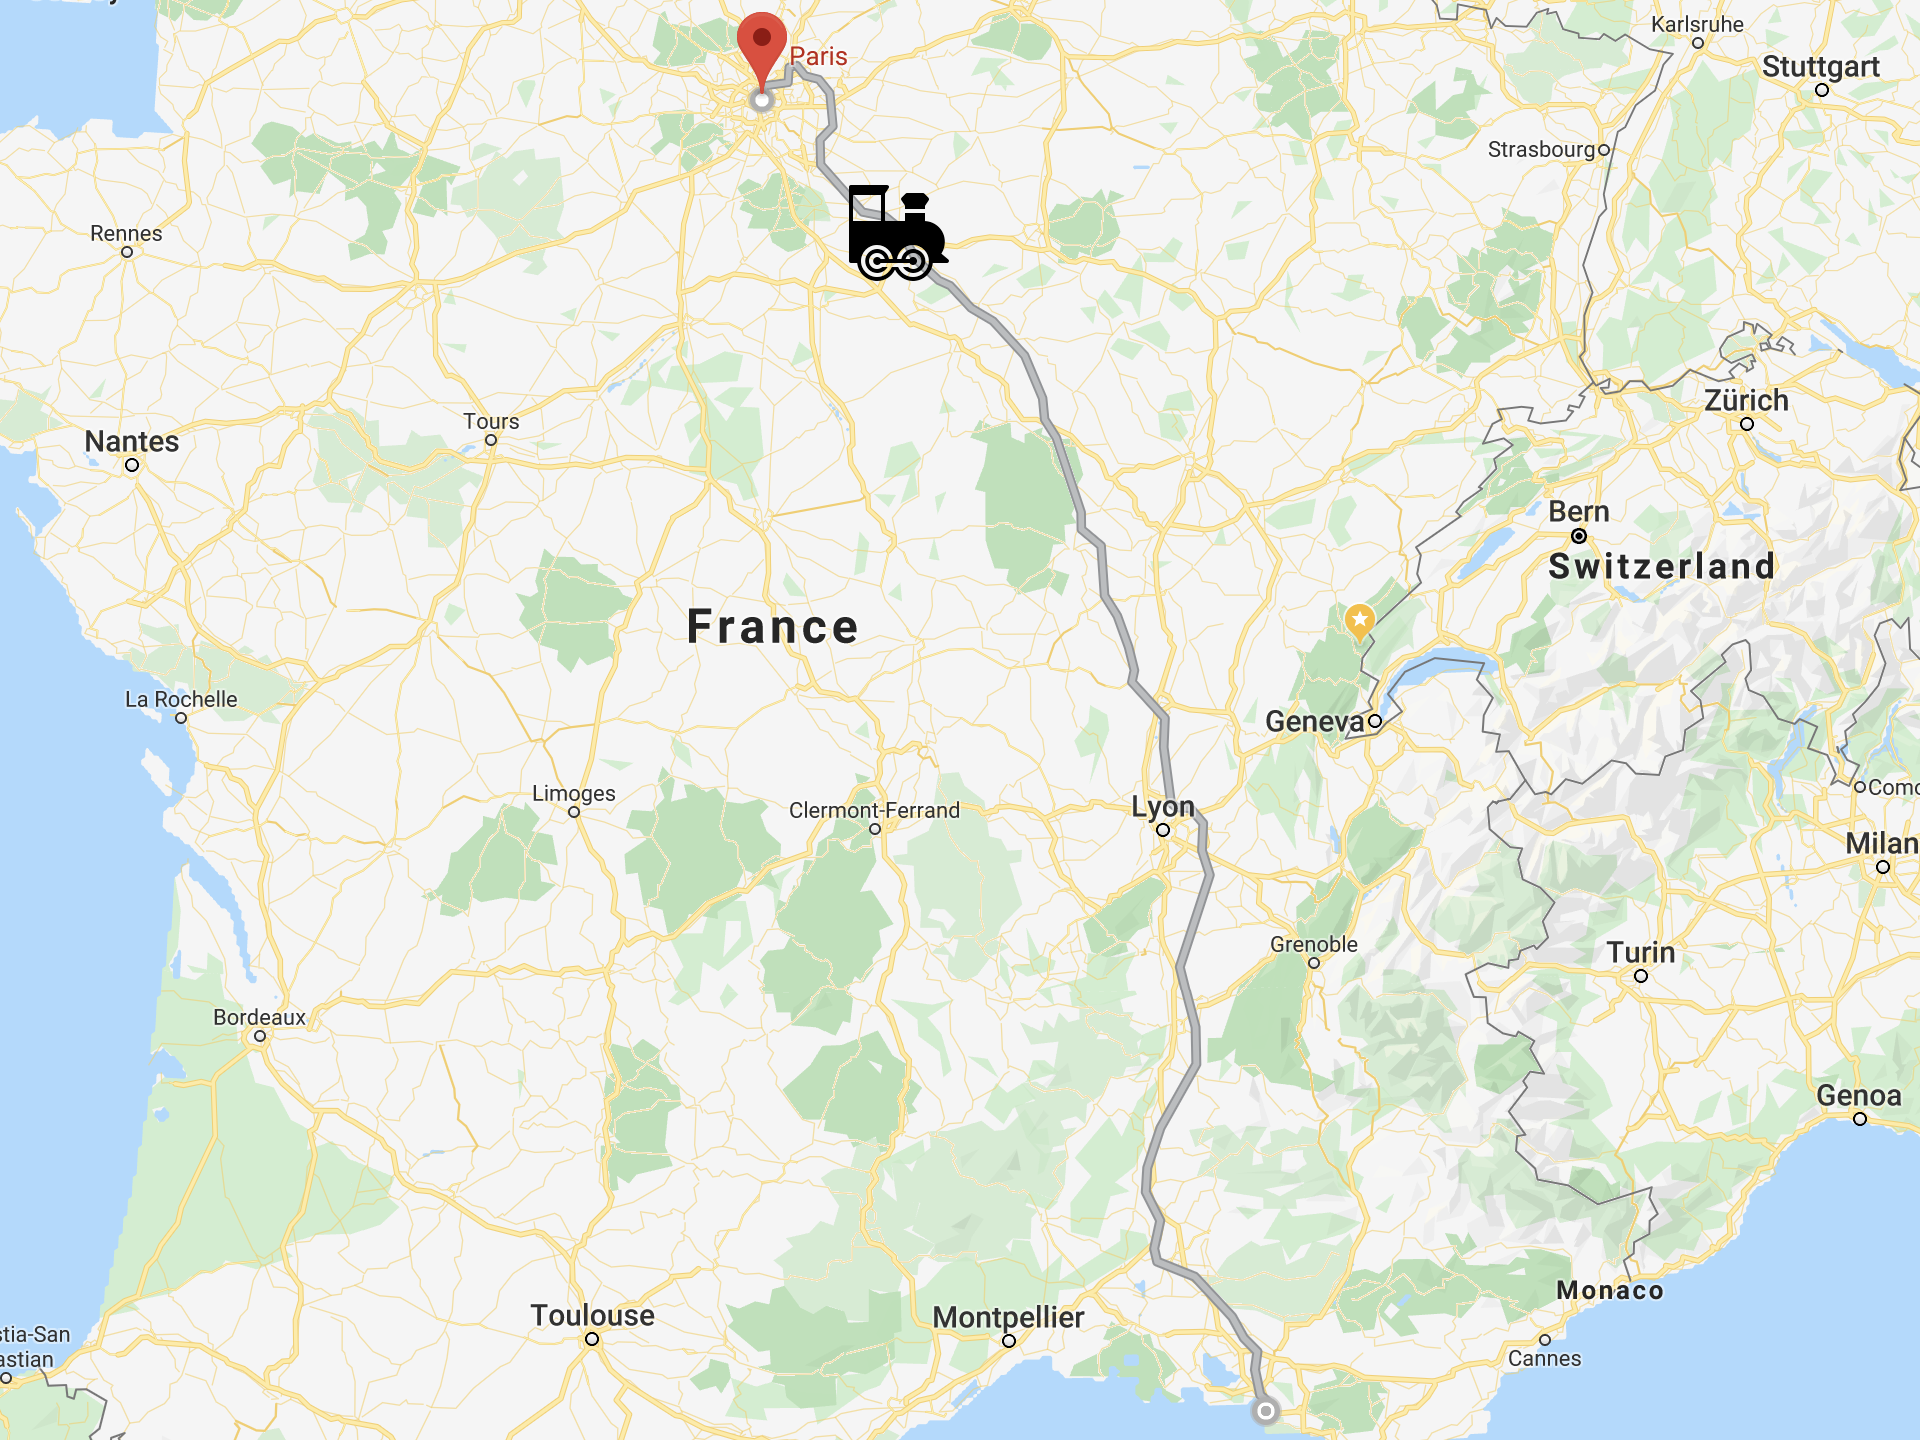 Karlsruhe
Paris
Stuttgart
Strasbourg
Rennes
Zürich
Tours
Nantes
Bern
Switzerland
France
La Rochelle
Geneva
Limoges
Como
Clermont-Ferrand
Lyon
Milan
Grenoble
Turin
Bordeaux
Genoa
Monaco
Toulouse
Montpellier
stia-San
astian
Cannes